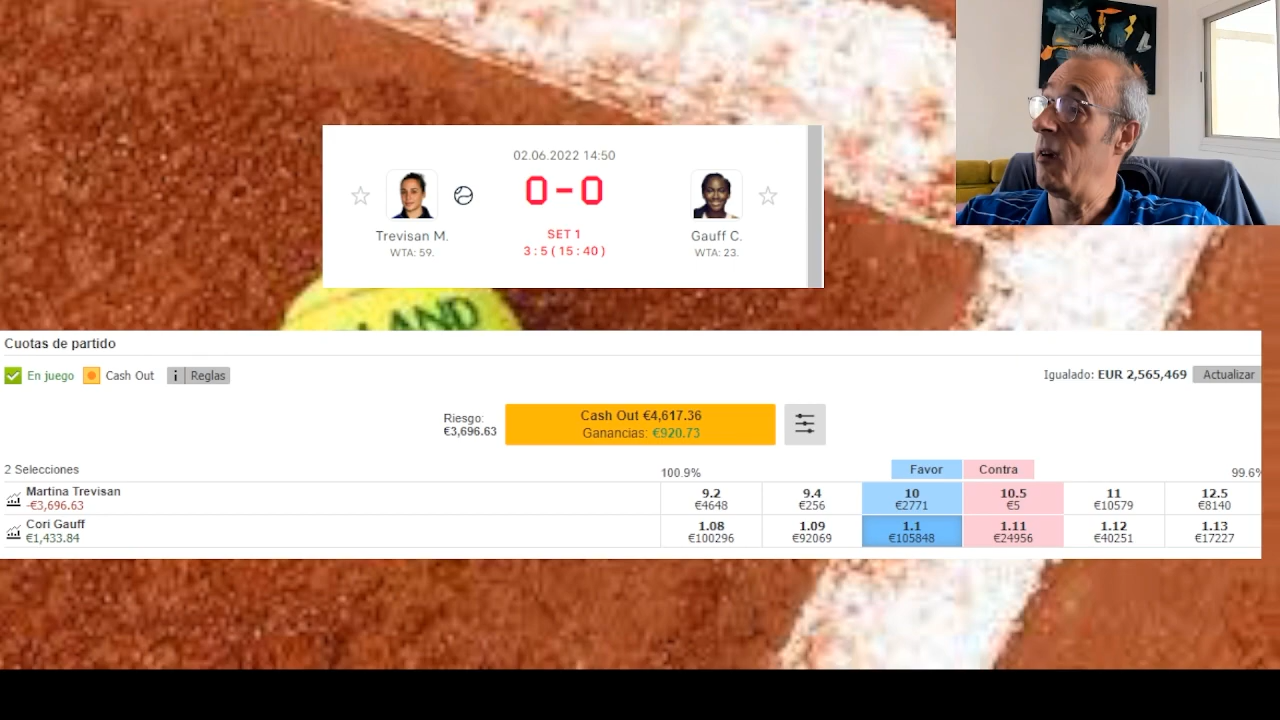 02.06.2022 14:50
0-0
Trevisan M.
WTA: 59.
SET 1
3 : 5 ( 15 : 40 )
Gauff C.
WTA: 23.
LAND
Cuotas de partido
En juego Cash Out i Reglas
Igualado: EUR 2,565,469 Actualizar
Riesgo:
€3,696.63
Cash Out €4,617.36
Ganancias: €920.73
2 Selecciones 100.9% Favor Contra 99.6%
Martina Trevisan 9.2 9.4 10 10.5 11 12.5
-€3,696.63 €4648 €256 €2771 €5 €10579 €8140
Cori Gauff 1.08 1.09 1.1 1.11 1.12 1.13
€1,433.84 €100296 €92069 €105848 €24956 €40251 €17227